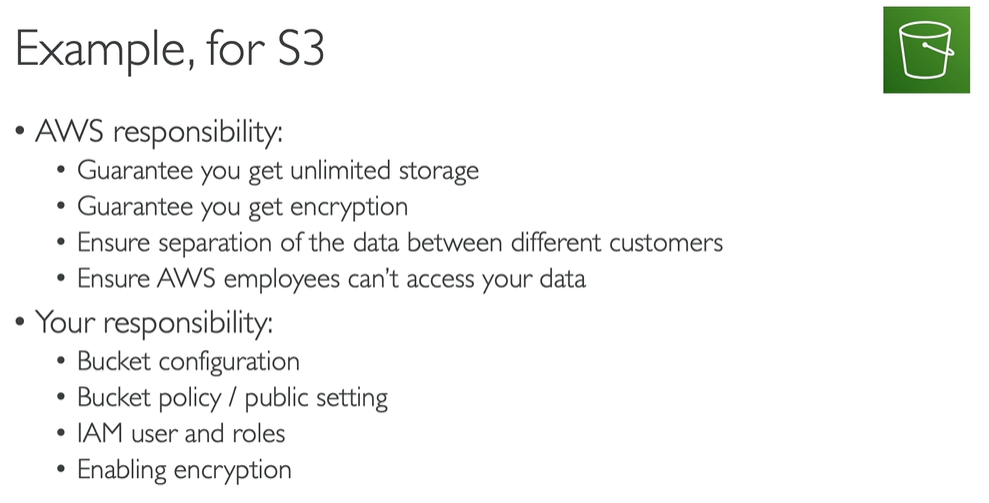 Example, for S3
• AWS responsibility:
• Guarantee you get unlimited storage
• Guarantee you get encryption
• Ensure separation of the data between different customers
• Ensure AWS employees can't access your data
• Your responsibility:
• Bucket configuration
• Bucket policy / public setting
• IAM user and roles
• Enabling encryption